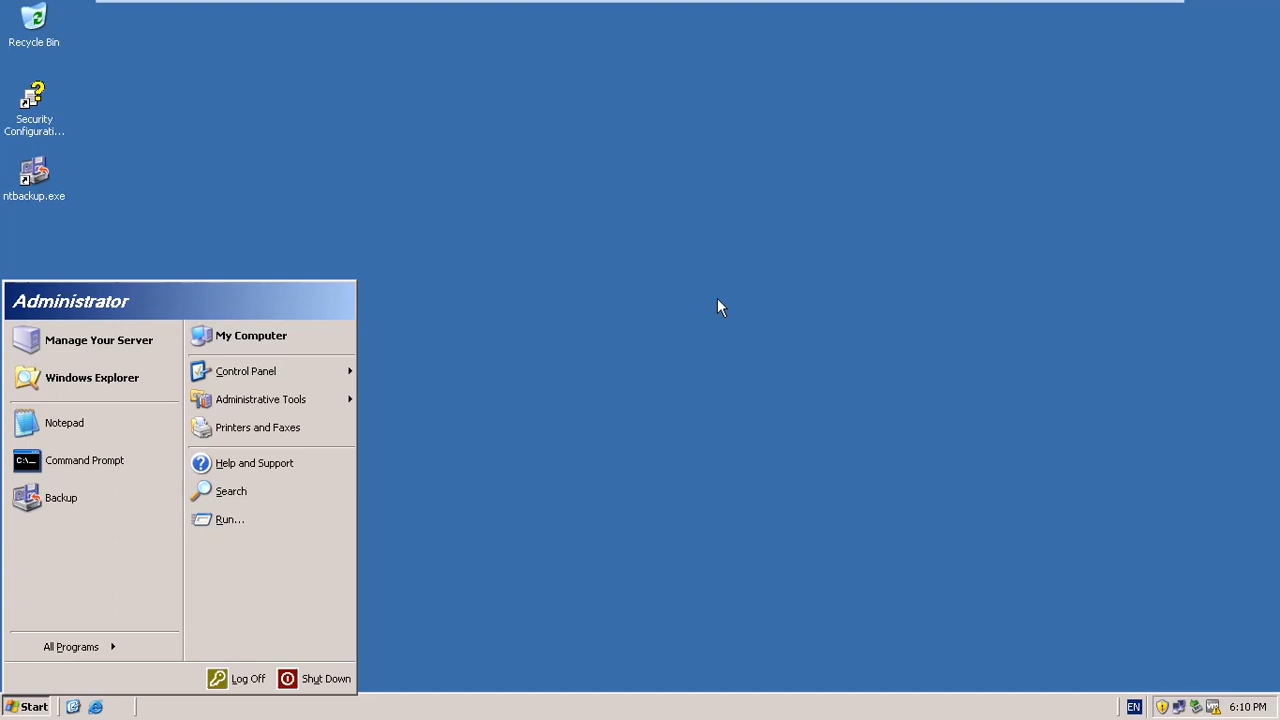 Recycle Bin
Security
Configurati...
ntbackup.exe
Administrator
Manage Your Server
Windows Explorer
Notepad
Command Prompt
Backup
All Programs
My Computer
Control Panel
Administrative Tools
Printers and Faxes
Help and Support
Search
Run...
Log Off
Shut Down
Start
EN
6:10 PM